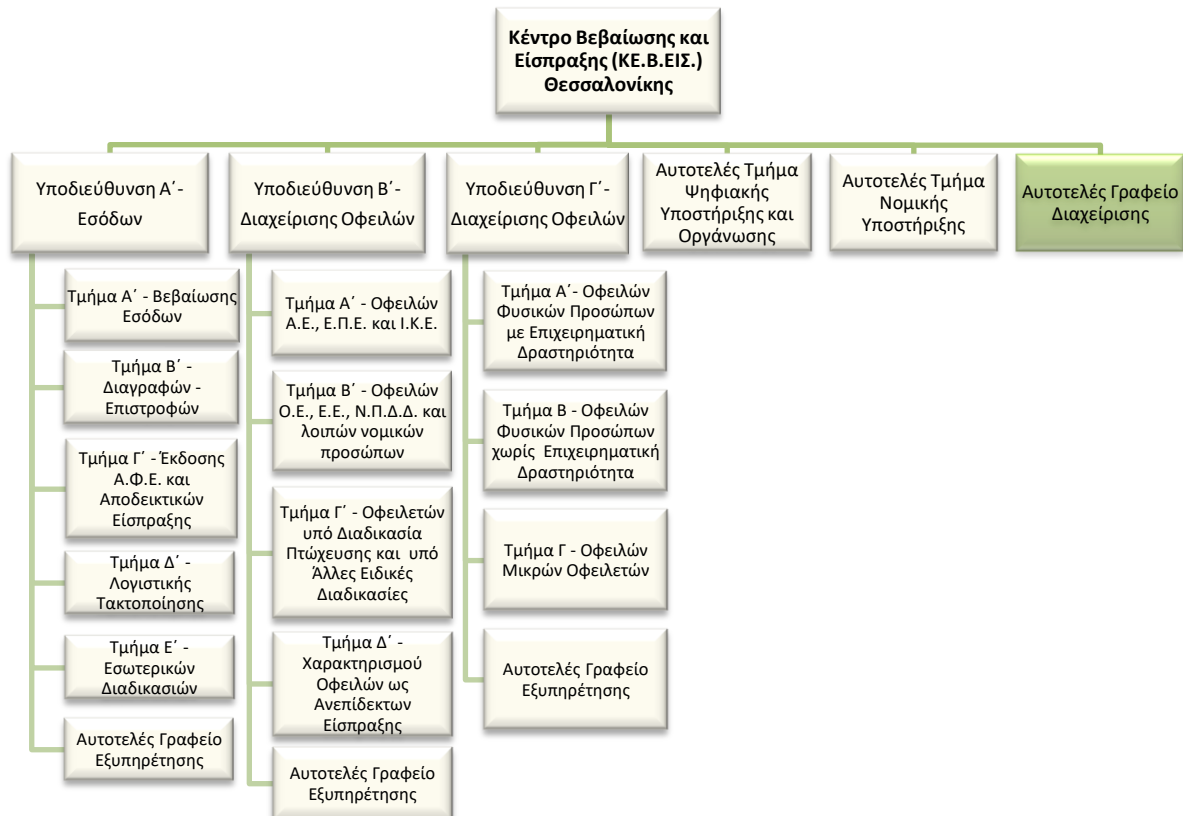 Κέντρο Βεβαίωσης και
Είσπραξης (ΚΕ.Β.ΕΙΣ.)
Θεσσαλονίκης
Υποδιεύθυνση Α΄-
Εσόδων
Υποδιεύθυνση Β΄-
Διαχείρισης Οφειλών
Υποδιεύθυνση Γ΄-
Διαχείρισης Οφειλών
Αυτοτελές Τμήμα
Ψηφιακής
Υποστήριξης και
Οργάνωσης
Αυτοτελές Τμήμα
Νομικής
Υποστήριξης
Αυτοτελές Γραφείο
Διαχείρισης
Τμήμα Α΄ - Βεβαίωσης
Εσόδων
Τμήμα Β΄ -
Διαγραφών -
Επιστροφών
Τμήμα Γ΄ - Έκδοσης
Α.Φ.Ε. και
Αποδεικτικών
Είσπραξης
Τμήμα Δ΄ -
Λογιστικής
Τακτοποίησης
Τμήμα Ε΄ -
Εσωτερικών
Διαδικασιών
Αυτοτελές Γραφείο
Εξυπηρέτησης
Τμήμα Α΄ - Οφειλών
Α.Ε., Ε.Π.Ε. και Ι.Κ.Ε.
Τμήμα Β΄ - Οφειλών
Ο.Ε., Ε.Ε., Ν.Π.Δ.Δ. και
λοιπών νομικών
προσώπων
Τμήμα Γ΄ - Οφειλετών
υπό Διαδικασία
Πτώχευσης και υπό
Άλλες Ειδικές
Διαδικασίες
Τμήμα Δ΄ -
Χαρακτηρισμού
Οφειλών ως
Ανεπίδεκτων
Είσπραξης
Αυτοτελές Γραφείο
Εξυπηρέτησης
Τμήμα Α΄- Οφειλών
Φυσικών Προσώπων
με Επιχειρηματική
Δραστηριότητα
Τμήμα Β - Οφειλών
Φυσικών Προσώπων
χωρίς Επιχειρηματική
Δραστηριότητα
Τμήμα Γ - Οφειλών
Μικρών Οφειλετών
Αυτοτελές Γραφείο
Εξυπηρέτησης